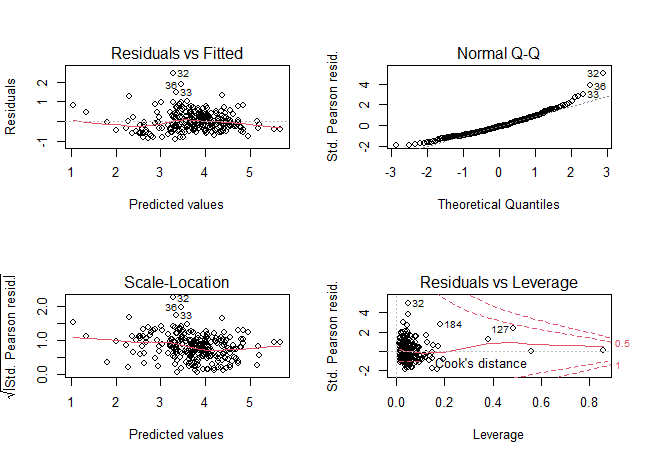 Residuals vs Fitted
Residuals
2
1
-1
32
36
33
1 2 3 4 5
Predicted values
Normal Q-Q
Std. Pearson resid.
4
2
0
-2
32
36
33
-3 -2 -1 0 1 2 3
Theoretical Quantiles
Scale-Location
√|Std. Pearson resid.|
2.0
1.0
0.0
32
36
33
1 2 3 4 5
Predicted values
Residuals vs Leverage
Std. Pearson resid.
4
2
0
-2
32
184
127
0.5
1
Cook's distance
0.0 0.2 0.4 0.6 0.8
Leverage